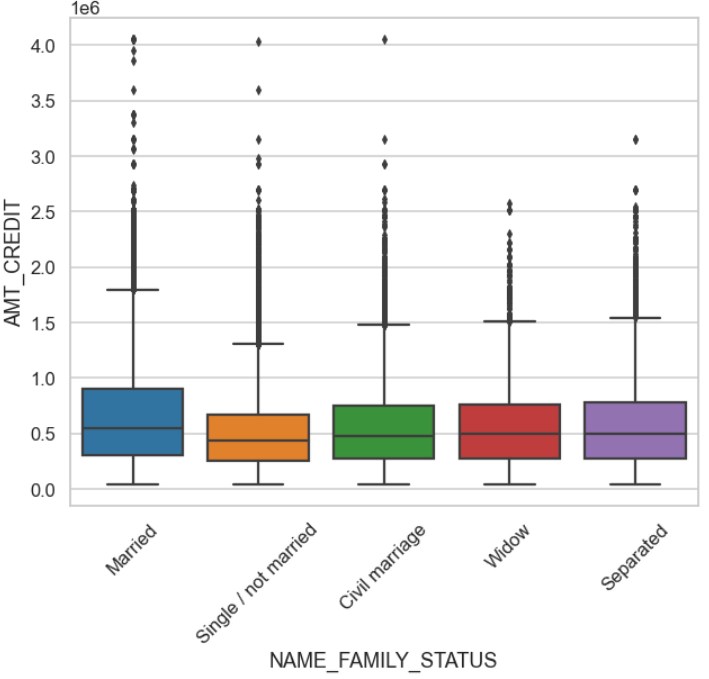 1e6
4.0
3.5
3.0
2.5
2.0
1.5
1.0
0.5
0.0
AMT_CREDIT
Married
Single / not married
Civil marriage
Widow
Separated
NAME_FAMILY_STATUS